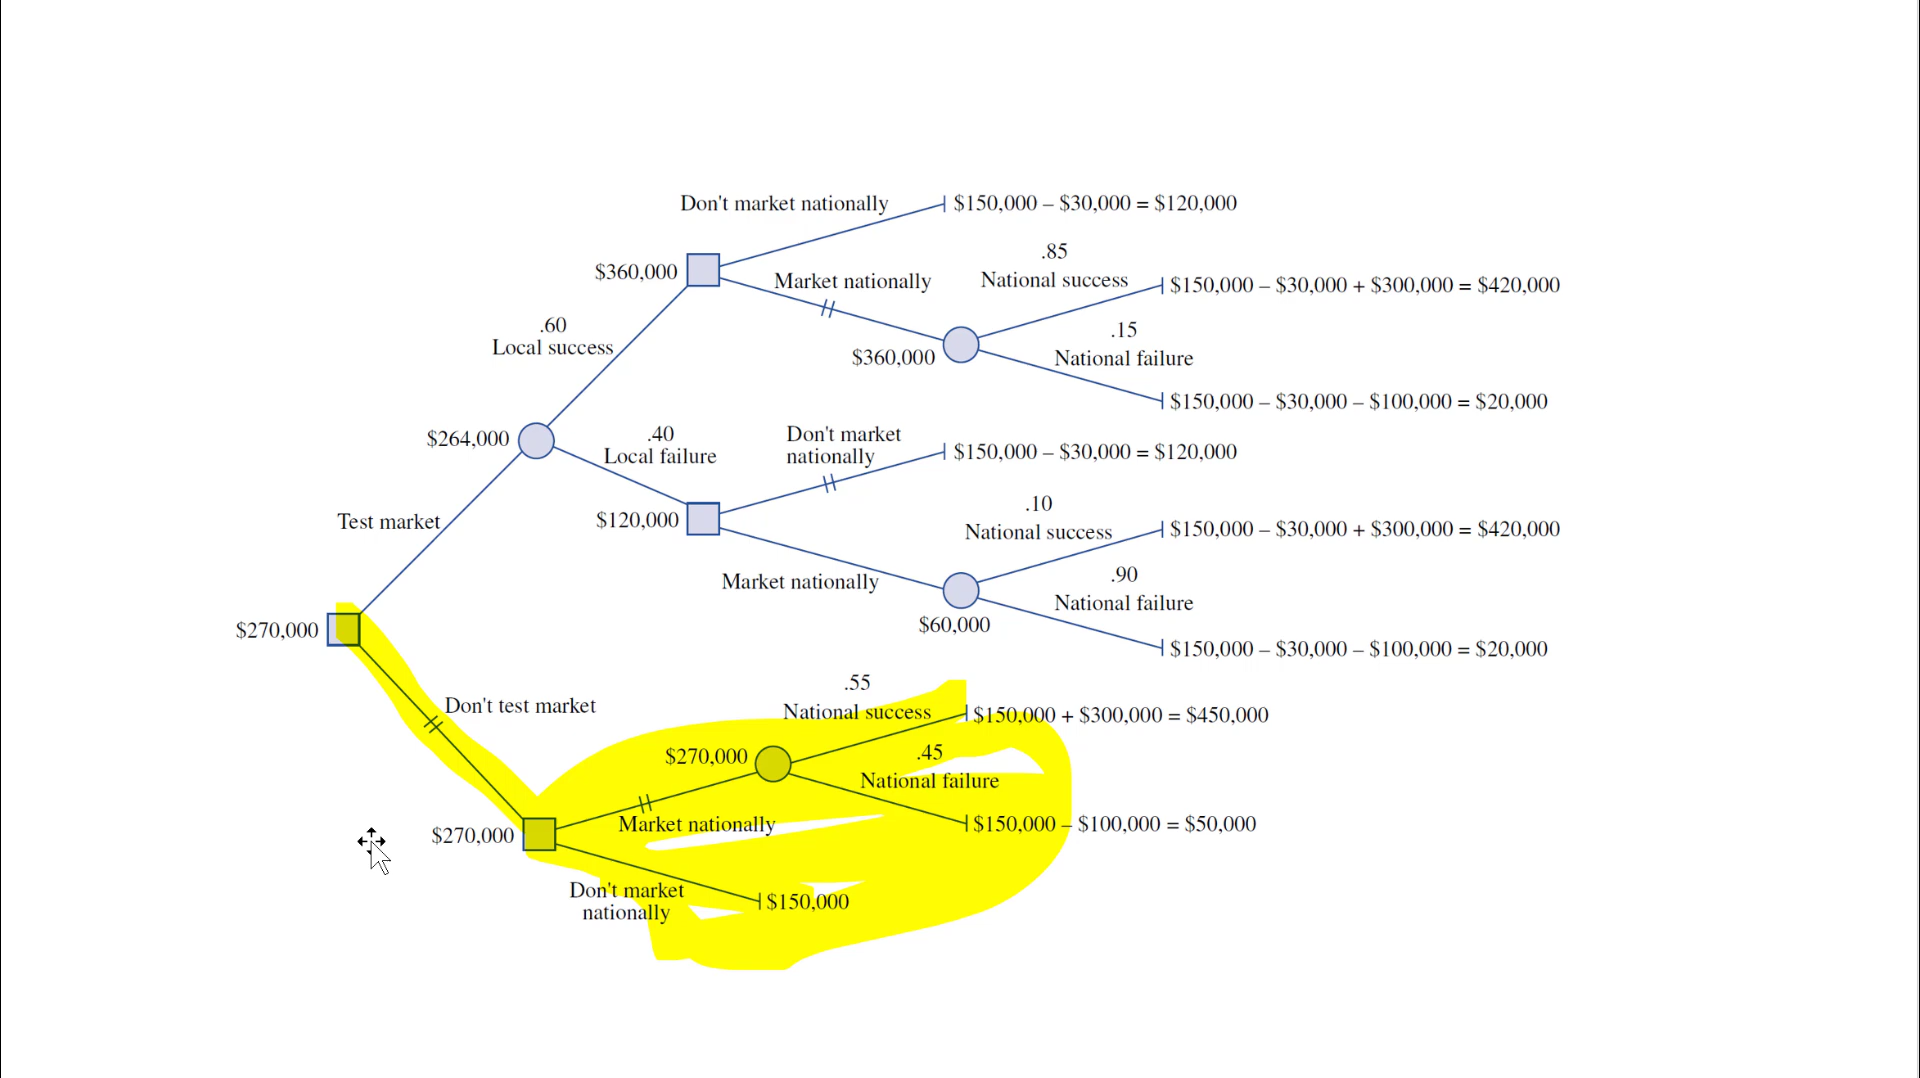 Don't market nationally
$150,000 – $30,000 = $120,000
.85
$360,000
Market nationally
National success
$150,000 – $30,000 + $300,000 = $420,000
.60
.15
Local success
$360,000
National failure
$150,000 – $30,000 – $100,000 = $20,000
$264,000
.40
Local failure
Don't market
nationally
$150,000 – $30,000 = $120,000
.10
Test market
$120,000
National success
$150,000 – $30,000 + $300,000 = $420,000
Market nationally
.90
National failure
$270,000
$60,000
$150,000 – $30,000 – $100,000 = $20,000
.55
Don't test market
National success
$150,000 + $300,000 = $450,000
$270,000
.45
National failure
$270,000
Market nationally
$150,000 – $100,000 = $50,000
Don't market
nationally
$150,000